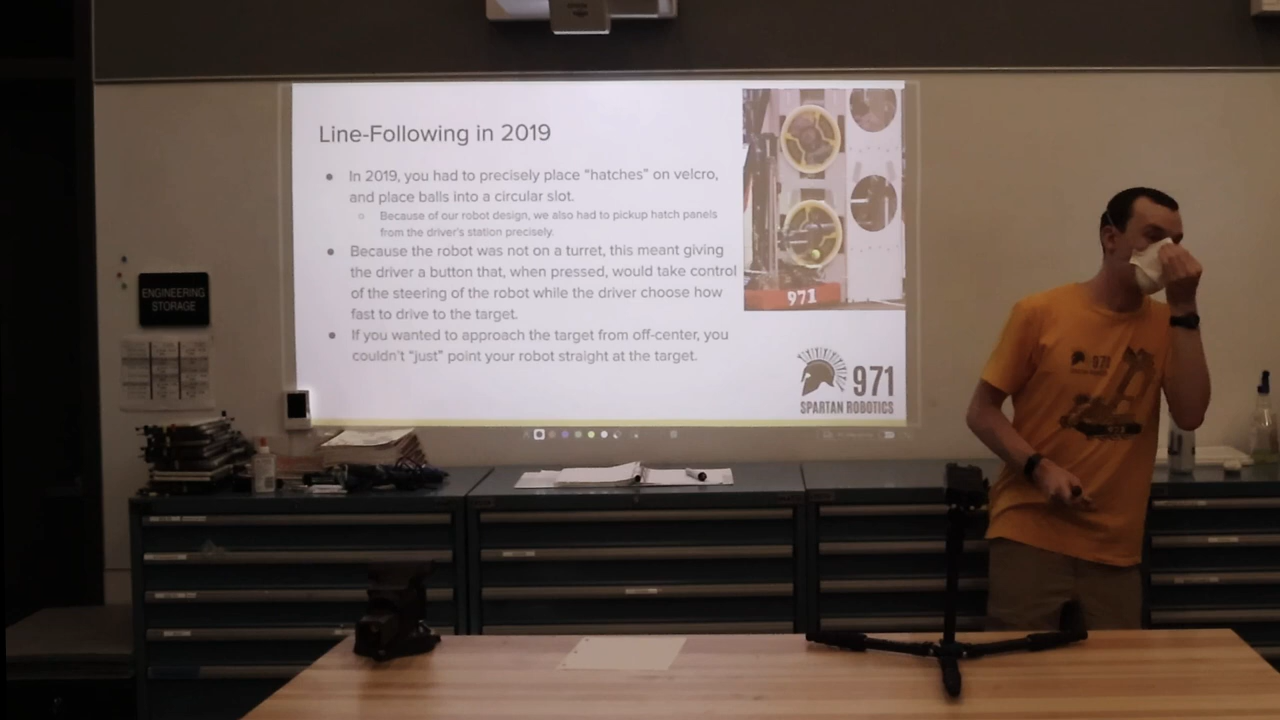 Line-Following in 2019
In 2019, you had to precisely place “hatches” on velcro,
and place balls into a circular slot.
Because of our robot design, we also had to pickup hatch panels
from the driver's station precisely.
Because the robot was not on a turret, this meant giving
the driver a button that, when pressed, would take control
of the steering of the robot while the driver choose how
fast to drive to the target.
If you wanted to approach the target from off-center, you
couldn't “just” point your robot straight at the target.
971
971
SPARTAN ROBOTICS
ENGINEERING
STORAGE
971